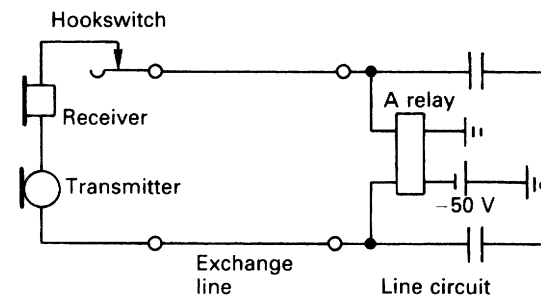 Hookswitch
Receiver
Transmitter
A relay
−50 V
Exchange
line
Line circuit